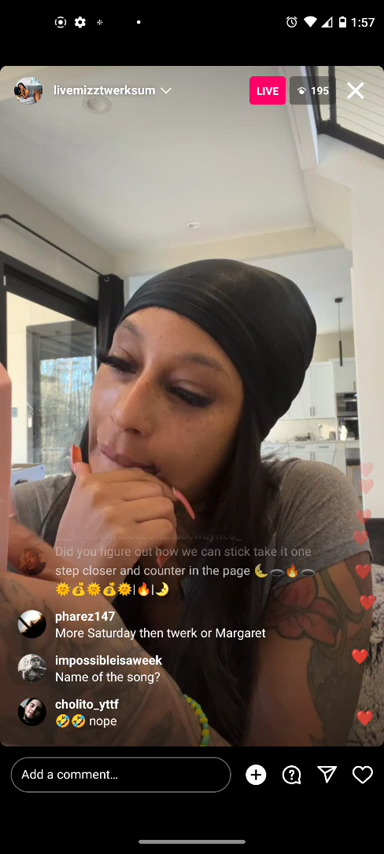 1:57
livemizztwerksum
LIVE
195
Did you figure out how we can stick take it one
step closer and counter in the page 🌜🕳️🔥🕳️
🌞💰🌞💰🌞|🔥|🌛
pharez147
More Saturday then twerk or Margaret
impossibleisaweek
Name of the song?
cholito_yttf
🤣🤣 nope
Add a comment...